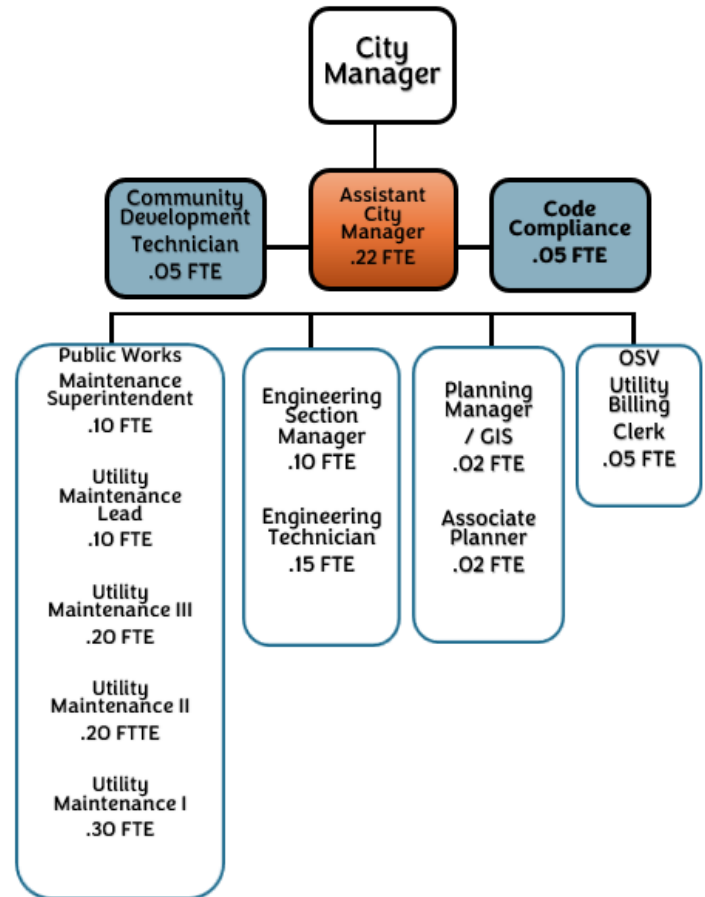 City
Manager
Community
Development
Technician
.05 FTE
Assistant
City
Manager
.22 FTE
Code
Compliance
.05 FTE
Public Works
Maintenance
Superintendent
.10 FTE
Utility
Maintenance
Lead
.10 FTE
Utility
Maintenance III
.20 FTE
Utility
Maintenance II
.20 FTTE
Utility
Maintenance I
.30 FTE
Engineering
Section
Manager
.10 FTE
Engineering
Technician
.15 FTE
Planning
Manager
/ GIS
.02 FTE
Associate
Planner
.02 FTE
OSV
Utility
Billing
Clerk
.05 FTE